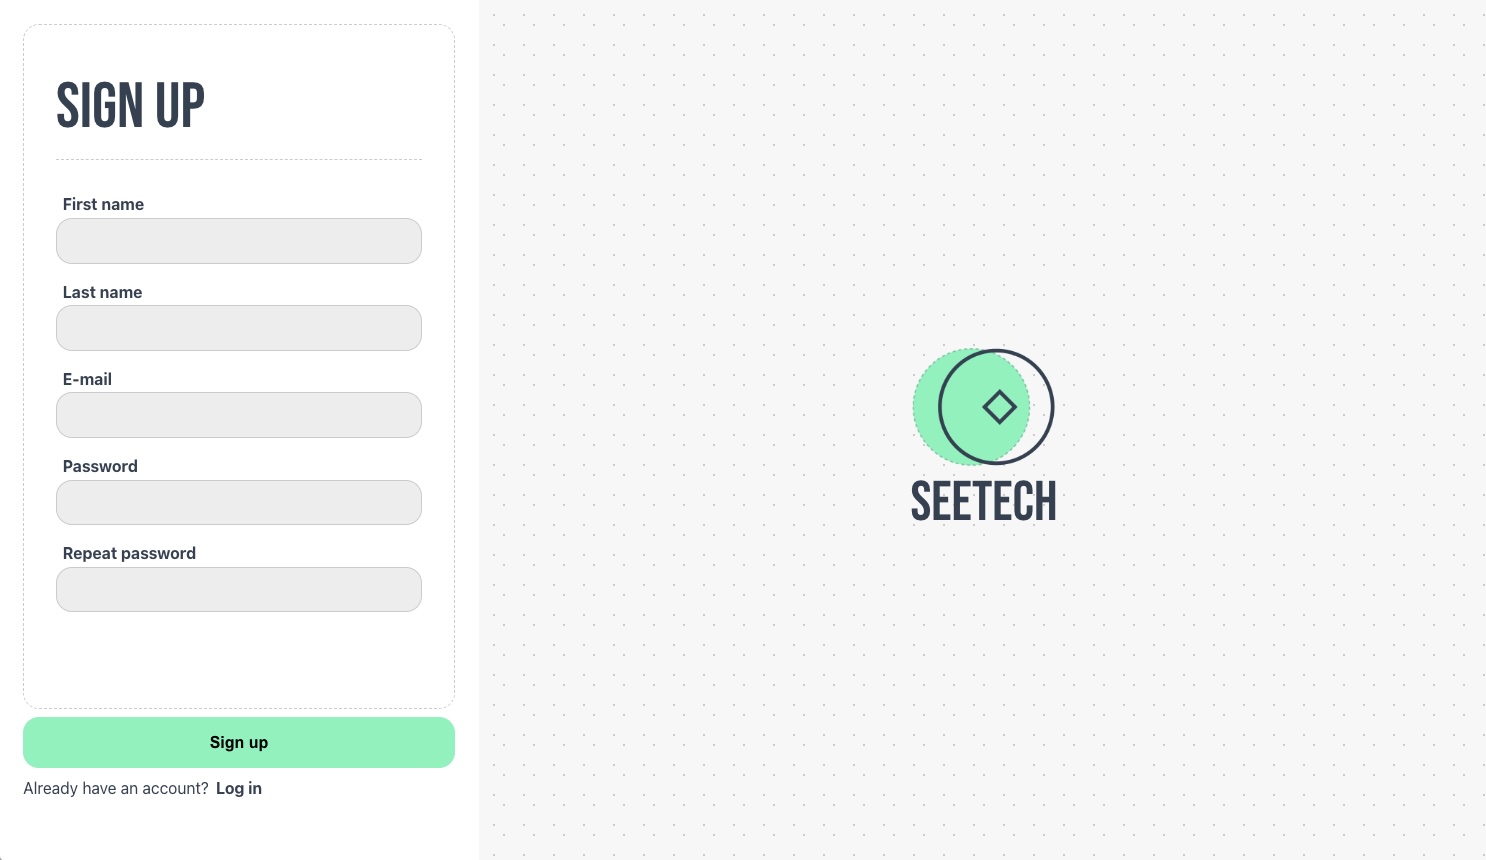 SIGN UP
First name
Last name
E-mail
Password
Repeat password
Sign up
Already have an account? Log in
SEETECH